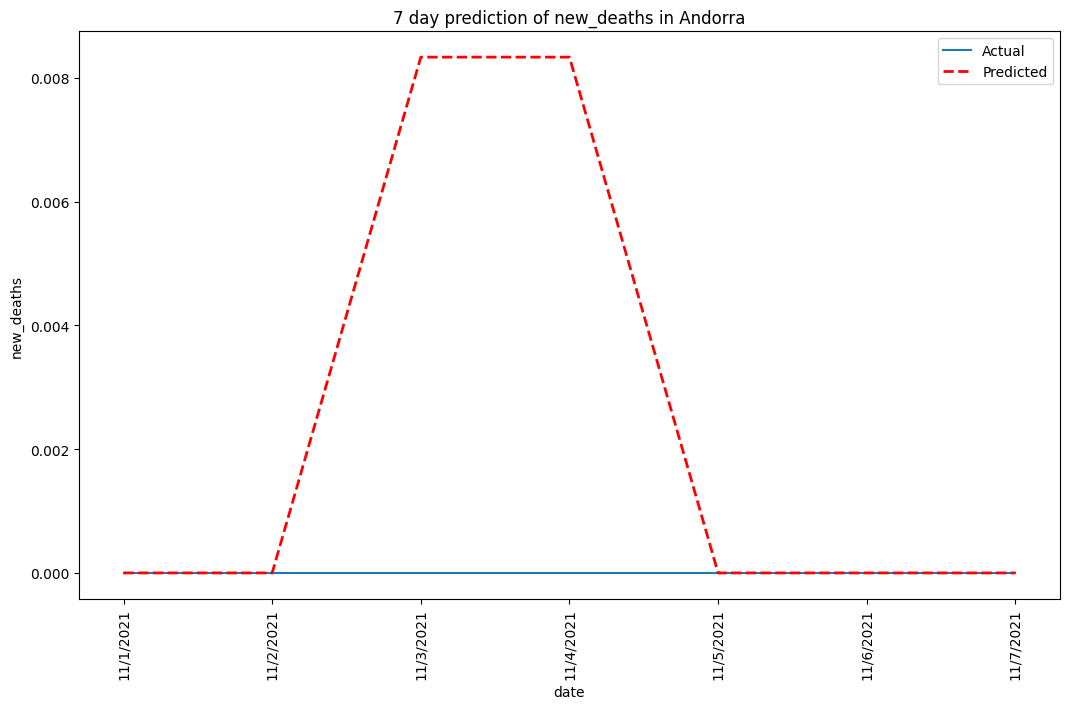 7 day prediction of new_deaths in Andorra
Actual
Predicted
new_deaths
0.008
0.006
0.004
0.002
0.000
11/1/2021
11/2/2021
11/3/2021
11/4/2021
11/5/2021
11/6/2021
11/7/2021
date